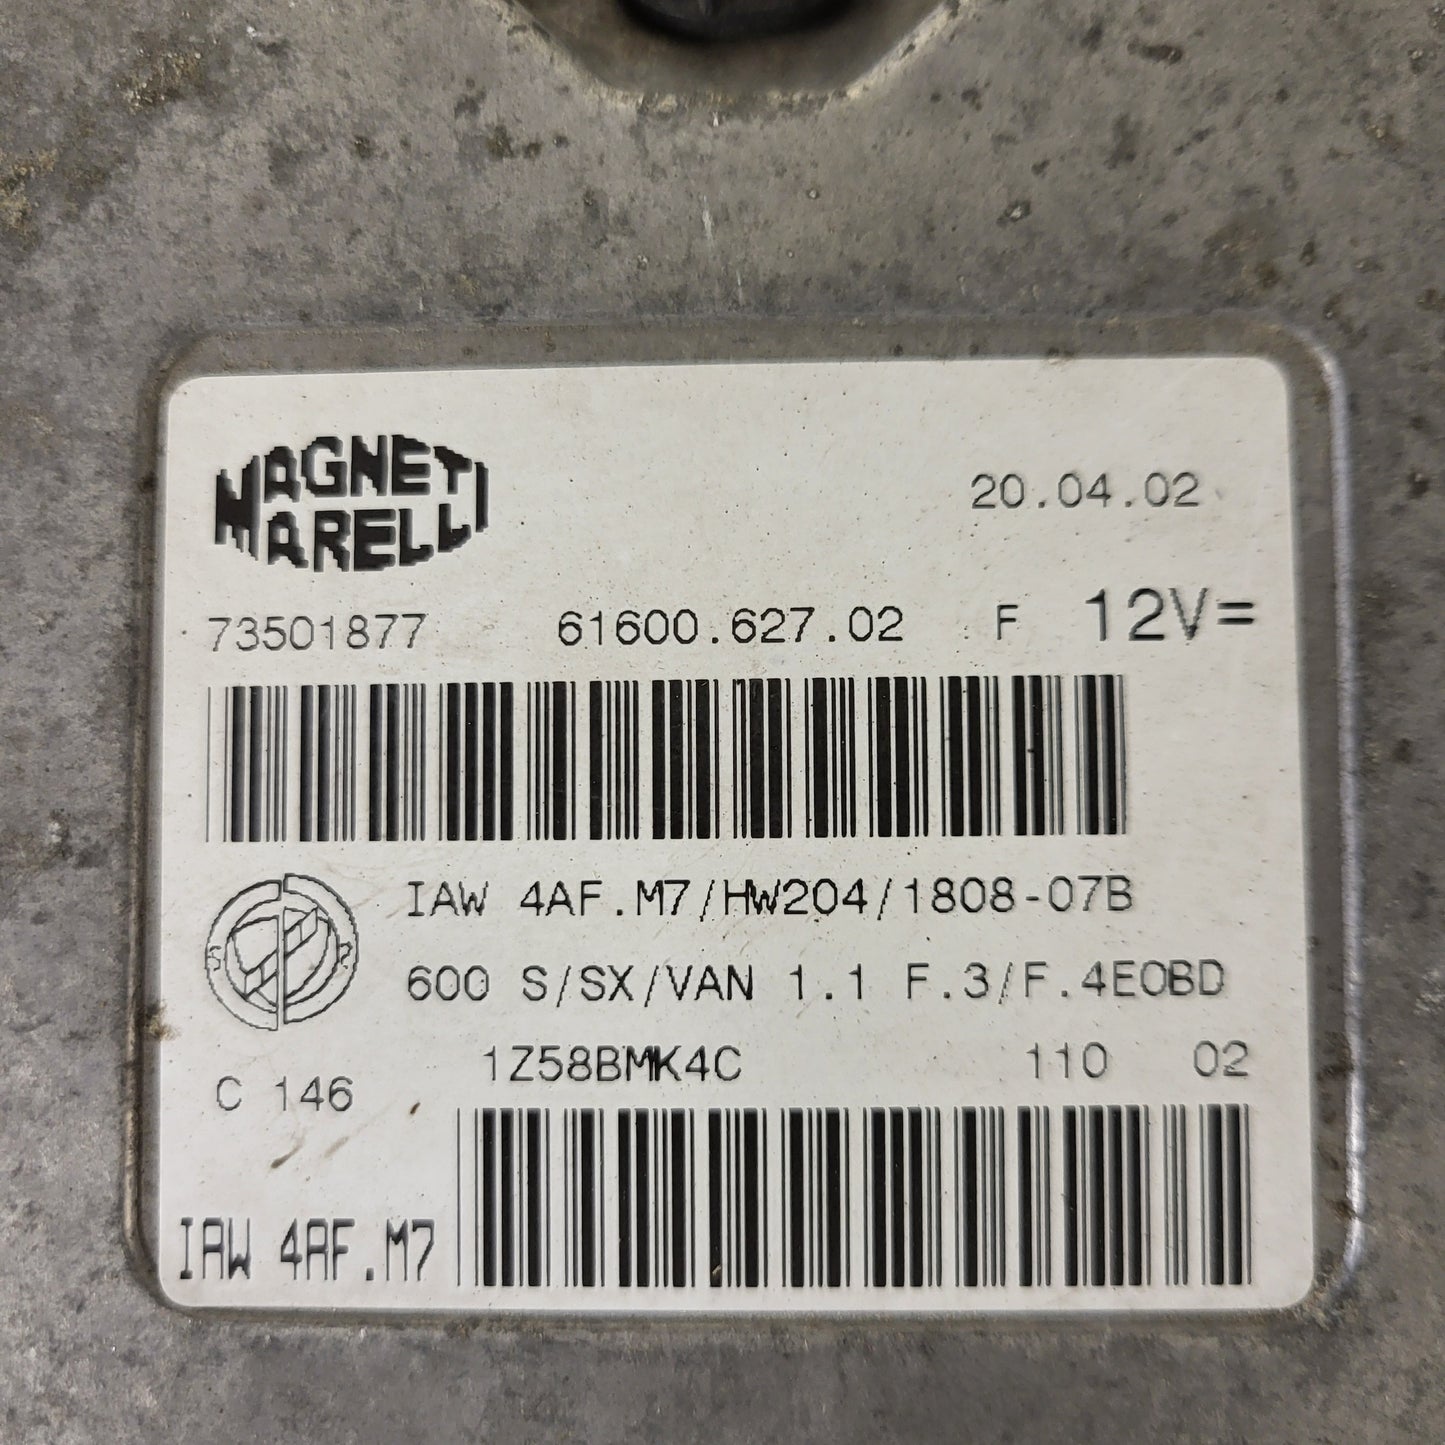 MAGNETI
MARELLI
20.04.02
73501877 61600.627.02 F 12V=
IAW 4AF.M7/HW204/1808-07B
S R
600 S/SX/VAN 1.1 F.3/F.4EOBD
1Z58BMK4C 110 02
C 146
IAW 4AF.M7